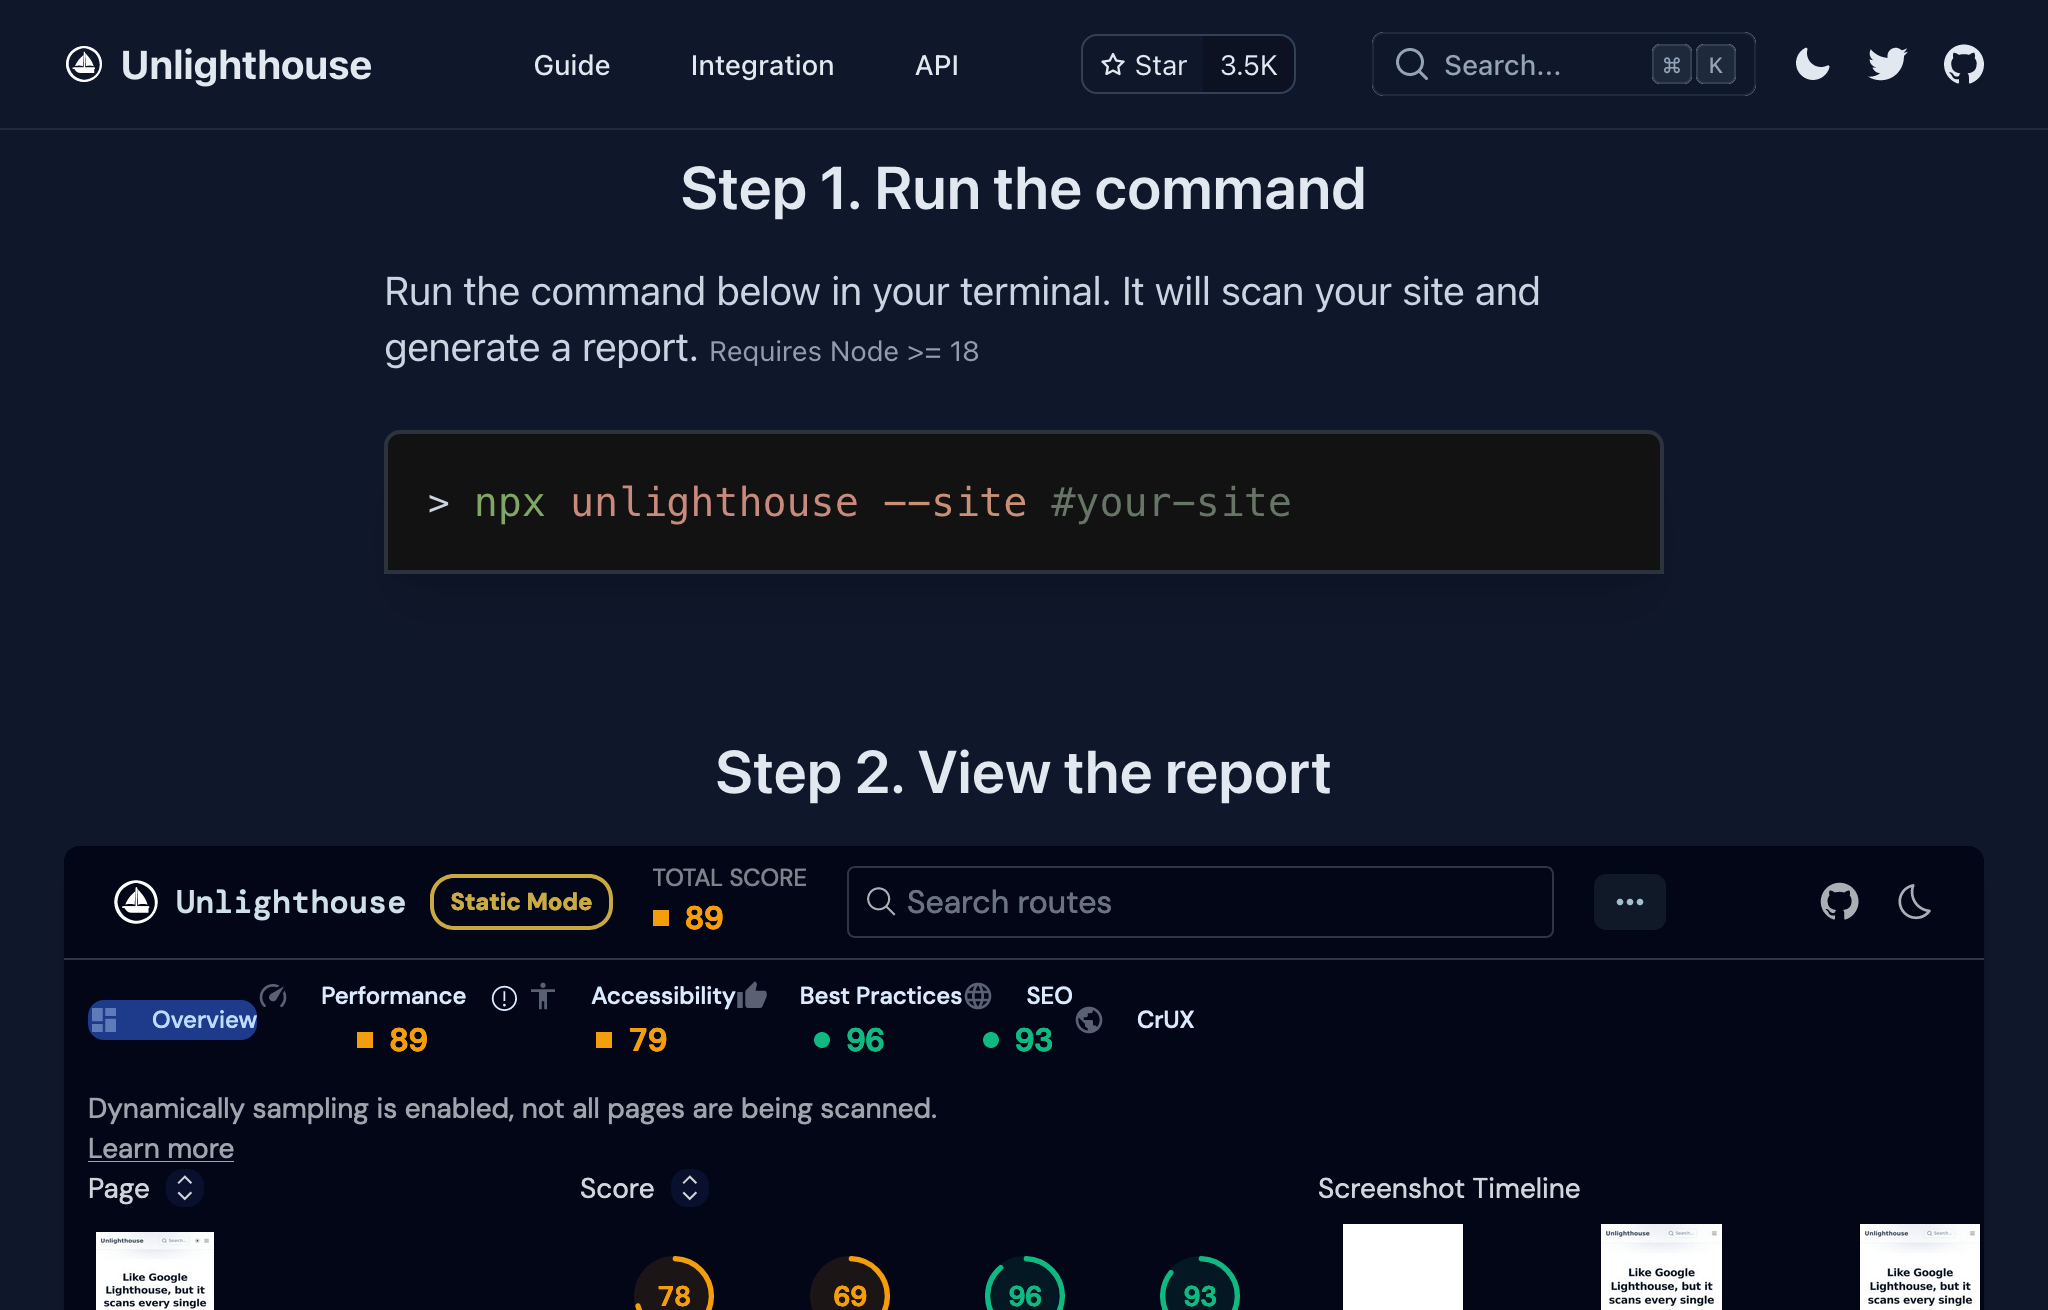 Unlighthouse
Guide
Integration
API
Star 3.5K
Search...
⌘ K
Step 1. Run the command
Run the command below in your terminal. It will scan your site and
generate a report. Requires Node >= 18
> npx unlighthouse --site #your-site
Step 2. View the report
Unlighthouse
Static Mode
TOTAL SCORE
89
Search routes
Overview
Performance
89
Accessibility
79
Best Practices
96
SEO
93
CrUX
Dynamically sampling is enabled, not all pages are being scanned.
Learn more
Page
Score
Screenshot Timeline
Unlighthouse
Search...
Like Google
Lighthouse, but it
scans every single
78
69
96
93
Unlighthouse
Search...
Like Google
Lighthouse, but it
scans every single
Unlighthouse
Search...
Like Google
Lighthouse, but it
scans every single